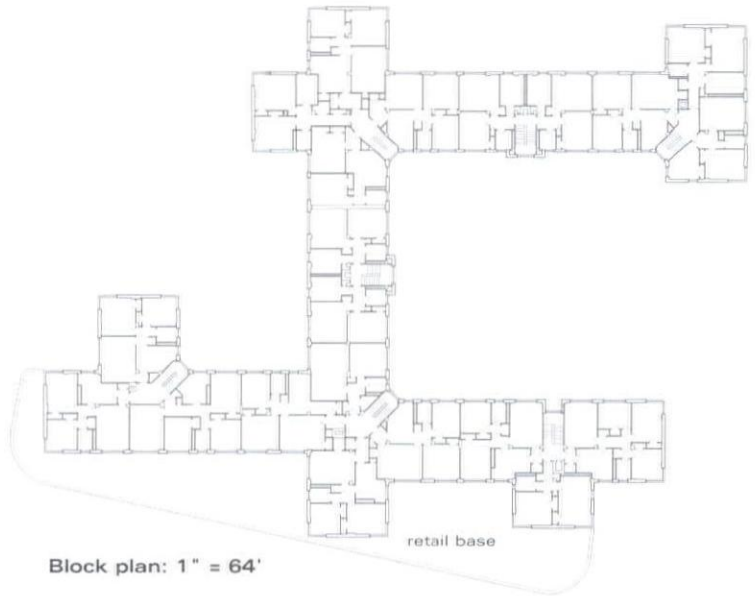 retail base
Block plan: 1" = 64'